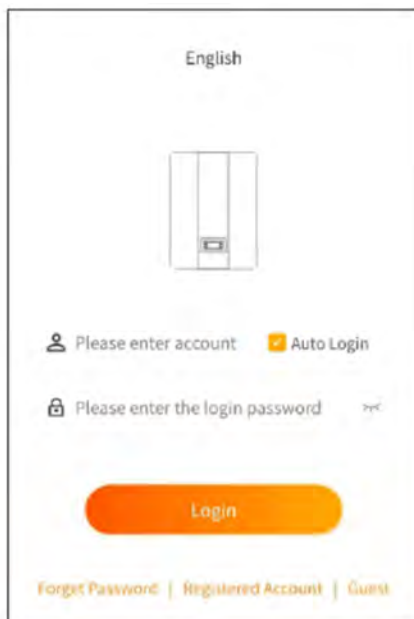 English
Please enter account Auto Login
Please enter the login password
Login
Forget Password | Registered Account | Guest